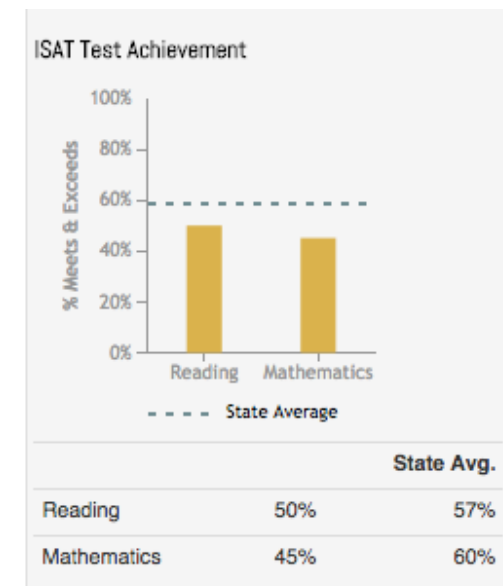 ISAT Test Achievement
100%
80%
60%
40%
20%
0%
% Meets & Exceeds
Reading Mathematics
State Average
State Avg.
Reading 50% 57%
Mathematics 45% 60%